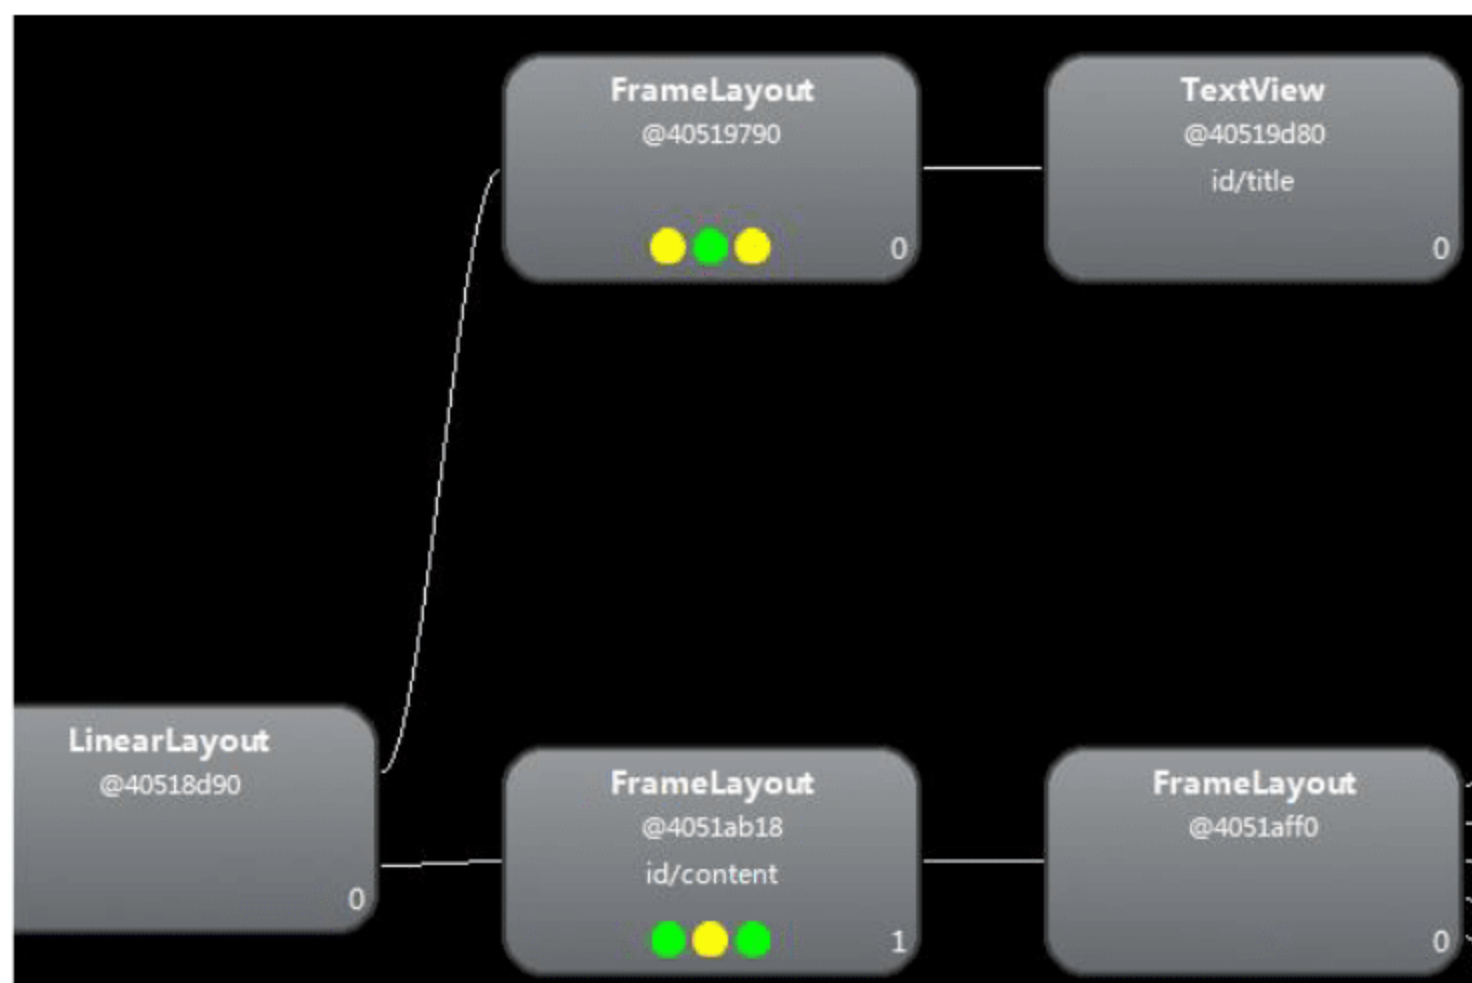 FrameLayout
@40519790
0
TextView
@40519d80
id/title
0
LinearLayout
@40518d90
0
FrameLayout
@4051ab18
id/content
1
FrameLayout
@4051aff0
0